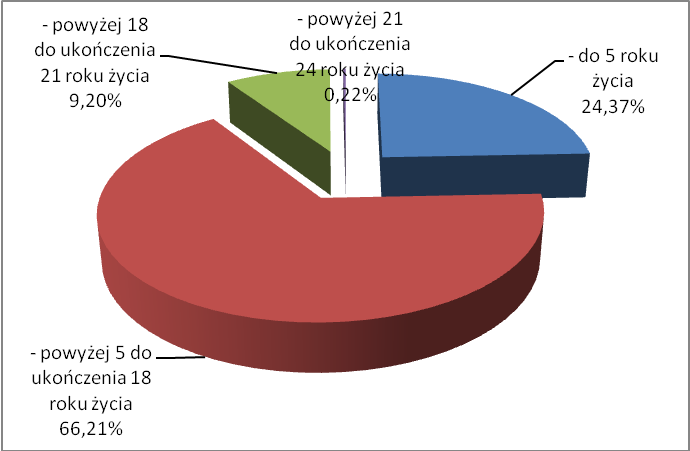 - powyżej 18
do ukończenia
21 roku życia
9,20%
- powyżej 21
do ukończenia
24 roku życia
0,22%
- do 5 roku
życia
24,37%
- powyżej 5 do
ukończenia 18
roku życia
66,21%